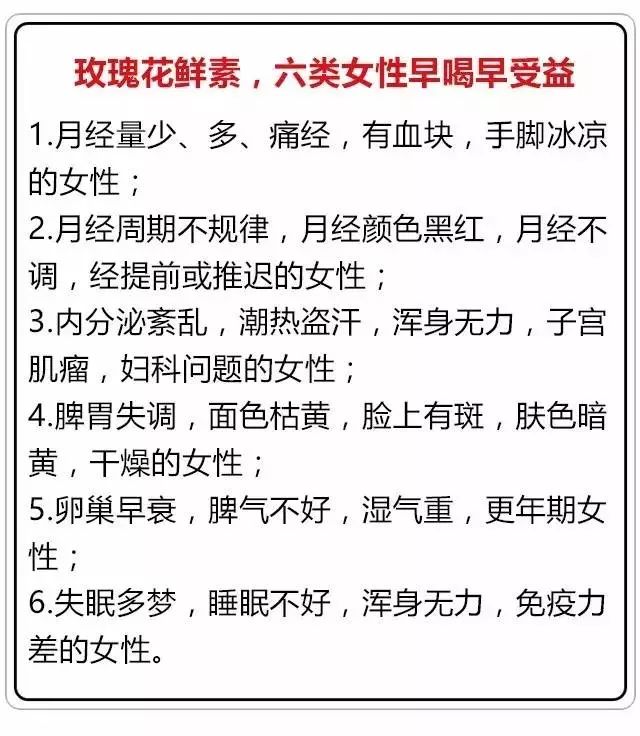 玫瑰花鲜素，六类女性早喝早受益
1.月经量少、多、痛经，有血块，手脚冰凉
的女性；
2.月经周期不规律，月经颜色黑红，月经不
调，经提前或推迟的女性；
3.内分泌紊乱，潮热盗汗，浑身无力，子宫
肌瘤，妇科问题的女性；
4.脾胃失调，面色枯黄，脸上有斑，肤色暗
黄，干燥的女性；
5.卵巢早衰，脾气不好，湿气重，更年期女
性；
6.失眠多梦，睡眠不好，浑身无力，免疫力
差的女性。